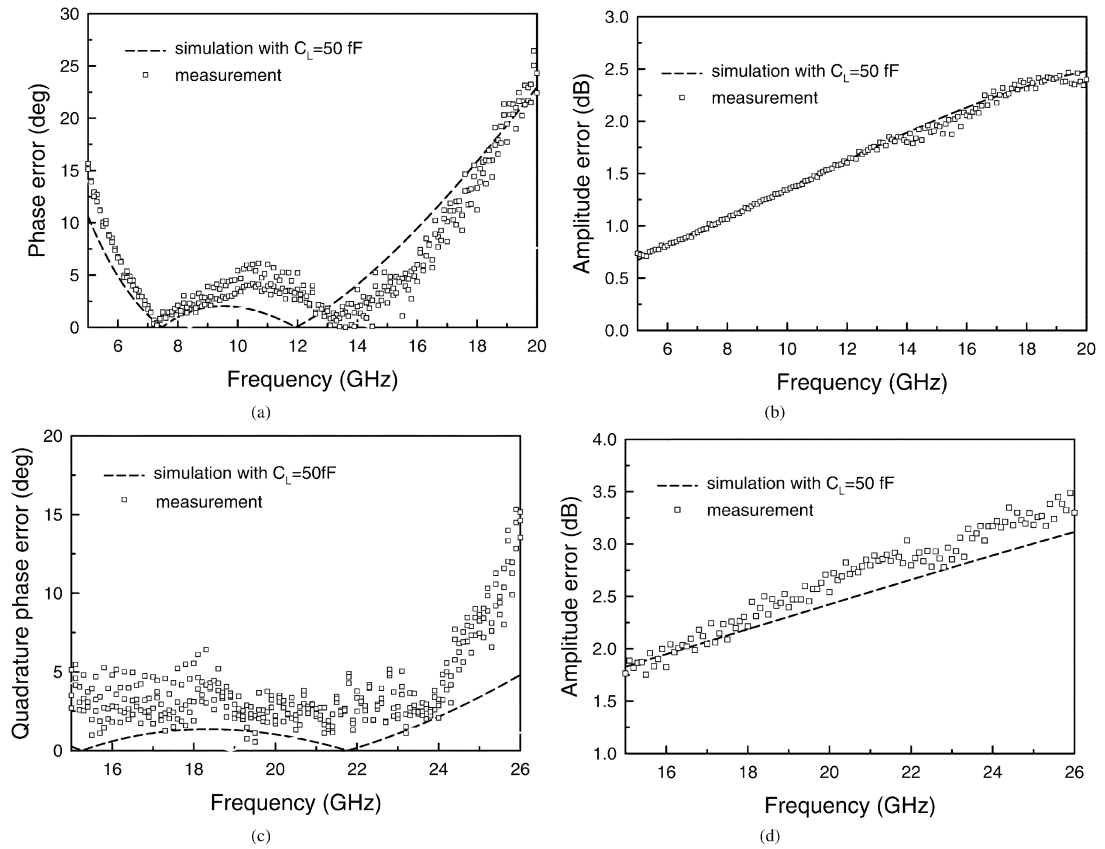 30
25
20
15
10
5
0
Phase error (deg)
simulation with CL=50 fF
measurement
6 8 10 12 14 16 18 20
Frequency (GHz)
(a)
3.0
2.5
2.0
1.5
1.0
0.5
0.0
Amplitude error (dB)
simulation with CL=50 fF
measurement
6 8 10 12 14 16 18 20
Frequency (GHz)
(b)
20
15
10
5
0
Quadrature phase error (deg)
simulation with CL=50fF
measurement
16 18 20 22 24 26
Frequency (GHz)
(c)
4.0
3.5
3.0
2.5
2.0
1.5
1.0
Amplitude error (dB)
simulation with CL=50 fF
measurement
16 18 20 22 24 26
Frequency (GHz)
(d)